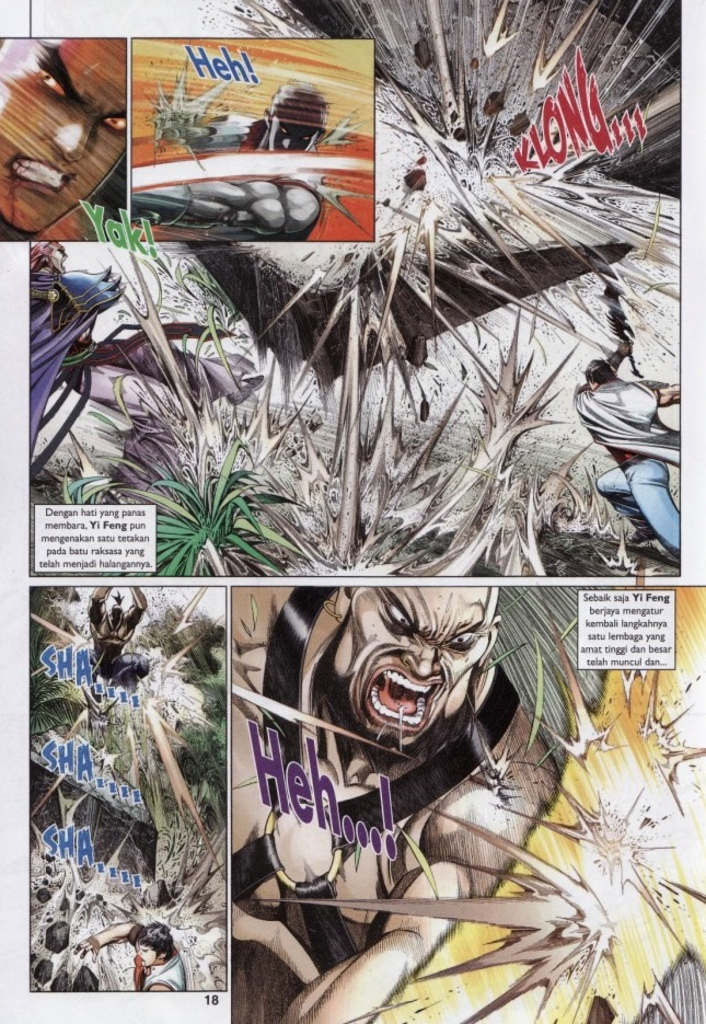 Heh!
Yak!
KLONG...
Dengan hati yang panas
membara, Yi Feng pun
mengenakan satu tetakan
pada batu raksasa yang
telah menjadi halangannya.
SHA.....
SHA.....
SHA.....
Sebaik saja Yi Feng
berjaya mengatur
kembali langkahnya
satu lembaga yang
amat tinggi dan besar
telah muncul dan...
Heh....!
18